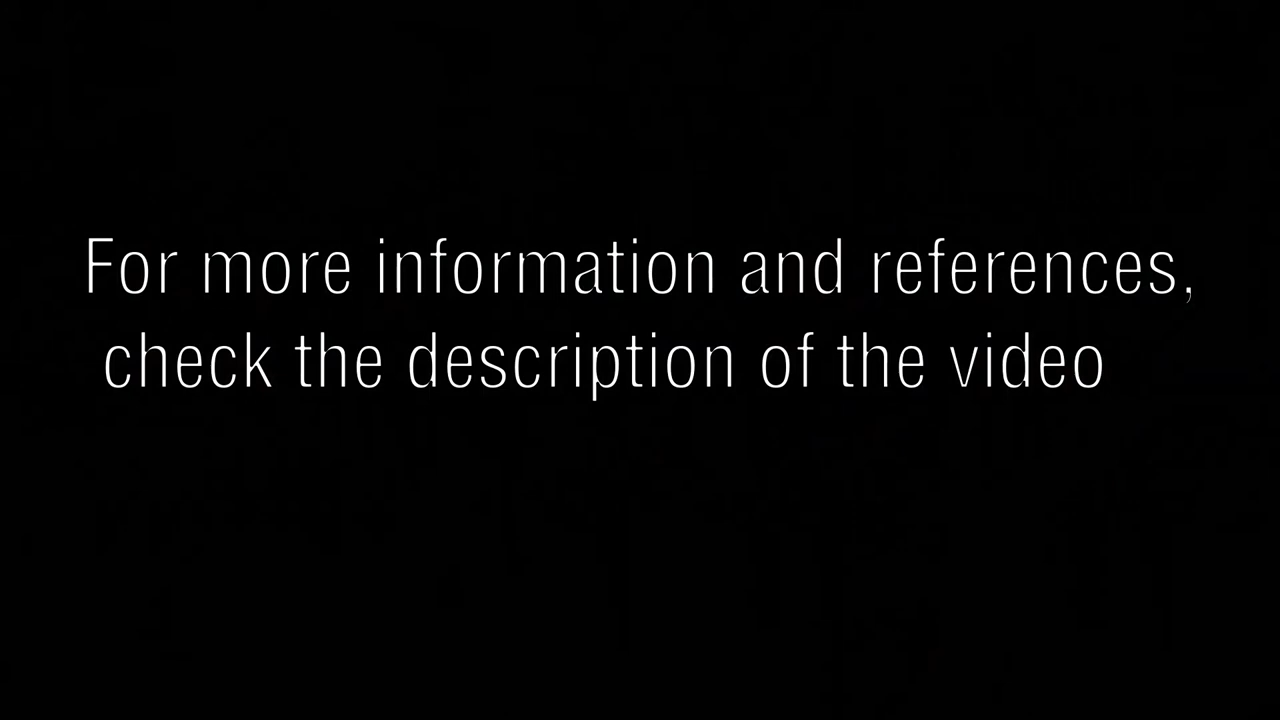 For more information and references,
check the description of the video